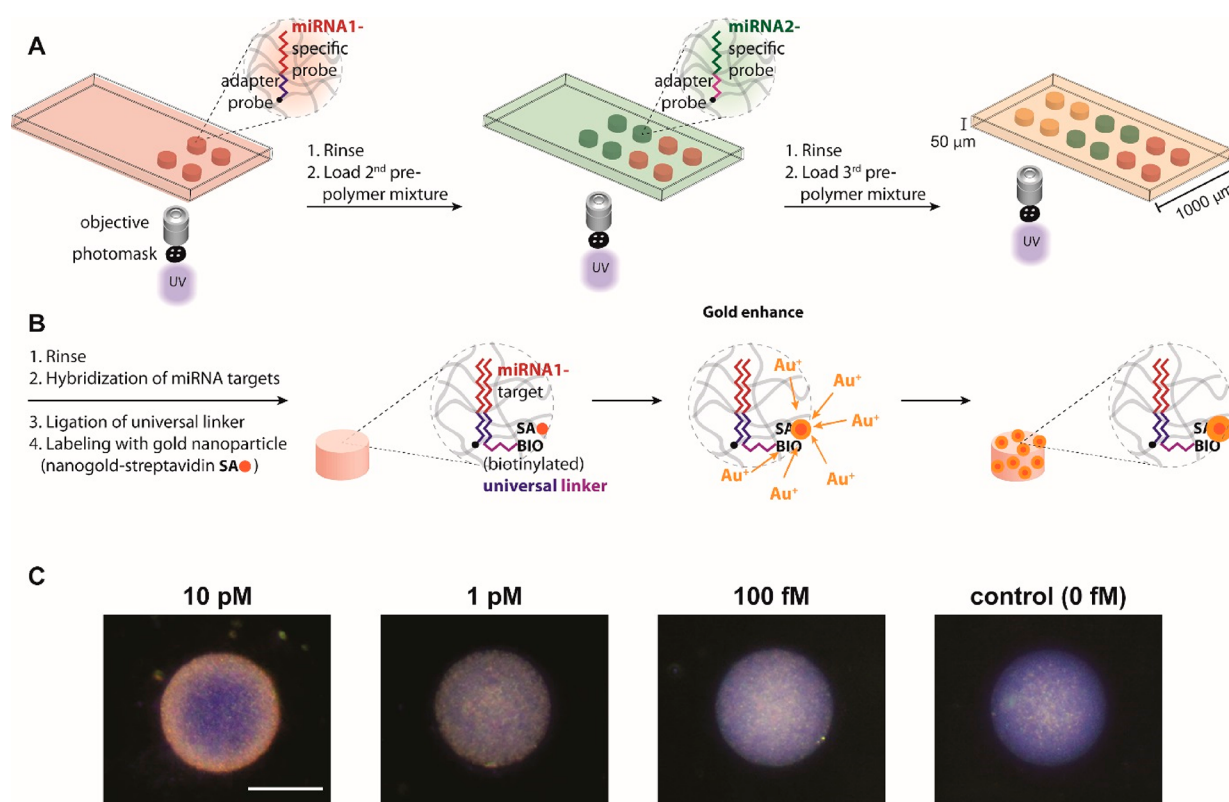 A
miRNA1-
specific
probe
adapter
probe
objective
photomask
UV
1. Rinse
2. Load 2nd pre-
polymer mixture
miRNA2-
specific
probe
adapter
probe
UV
1. Rinse
2. Load 3rd pre-
polymer mixture
50 µm
1000 µm
UV
B
1. Rinse
2. Hybridization of miRNA targets
3. Ligation of universal linker
4. Labeling with gold nanoparticle
(nanogold-streptavidin SA )
miRNA1-
target
SA
BIO
(biotinylated)
universal linker
Gold enhance
Au+
Au+
Au+
SA
BIO
Au+
Au+
Au+
SA
BIO
C
10 pM
1 pM
100 fM
control (0 fM)